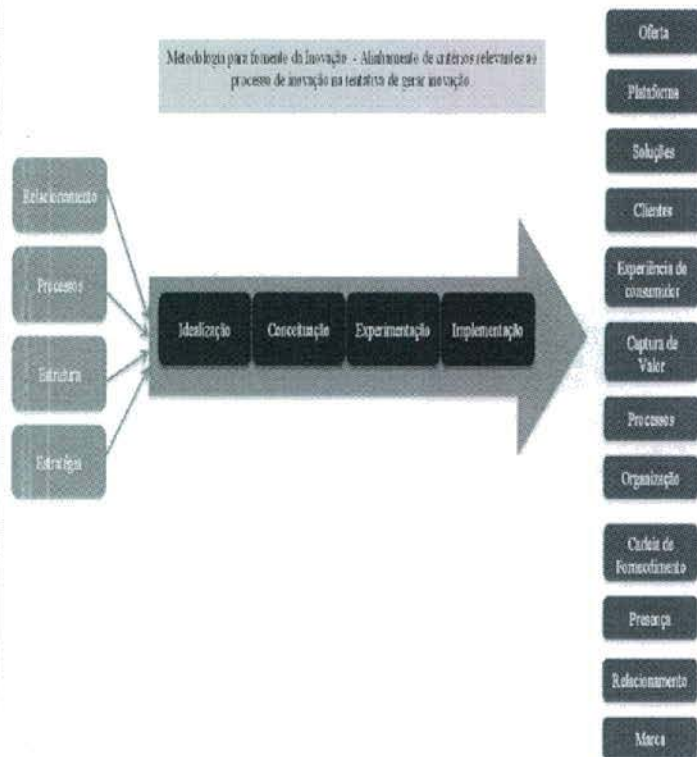 Metodologia para fomento da Inovação - Alinhamento de critérios relevantes ao
processo de inovação na tentativa de gerar inovação
Relacionamento
Processos
Estrutura
Estratégia
Idealização
Conceituação
Experimentação
Implementação
Oferta
Plataforma
Soluções
Clientes
Experiência do
consumidor
Captura de
Valor
Processos
Organização
Cadeia de
Fornecedimento
Presença
Relacionamento
Marca